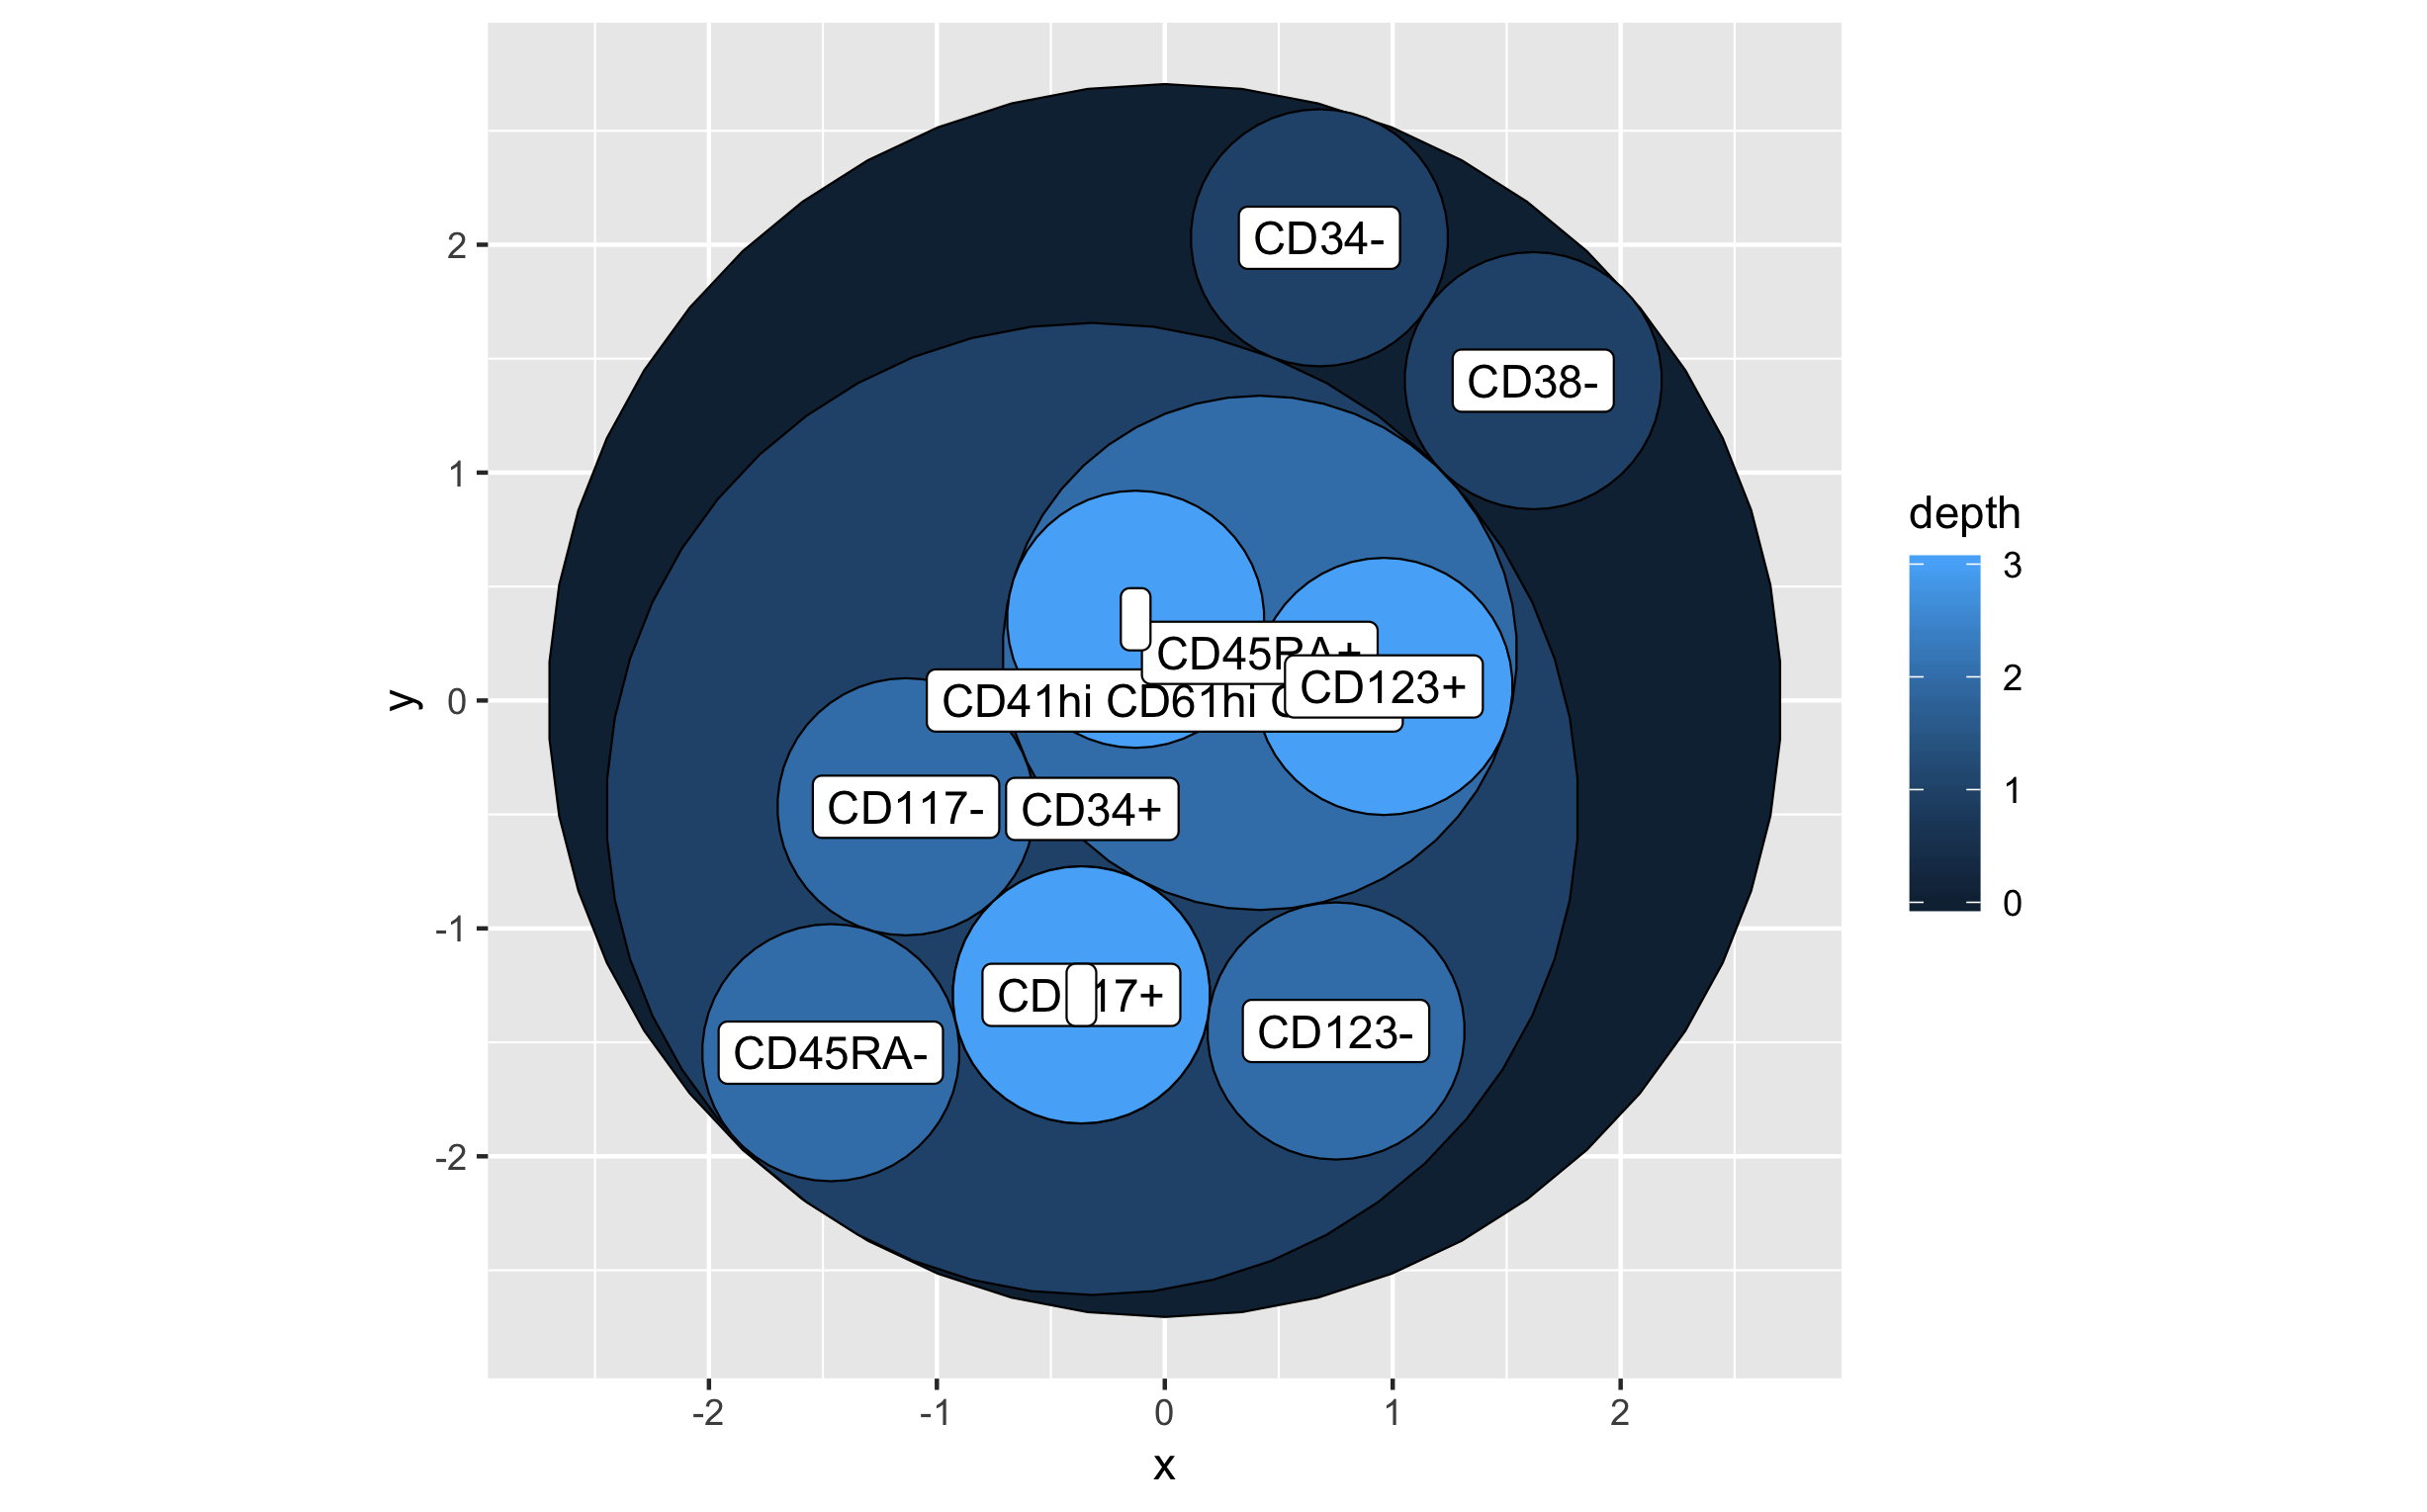 2
1
0
-1
-2
y
CD34-
CD38-
CD45RA+
CD41hi CD61hi
CD123+
CD117-
CD34+
CD 17+
CD45RA-
CD123-
-2
-1
0
1
2
x
depth
3
2
1
0